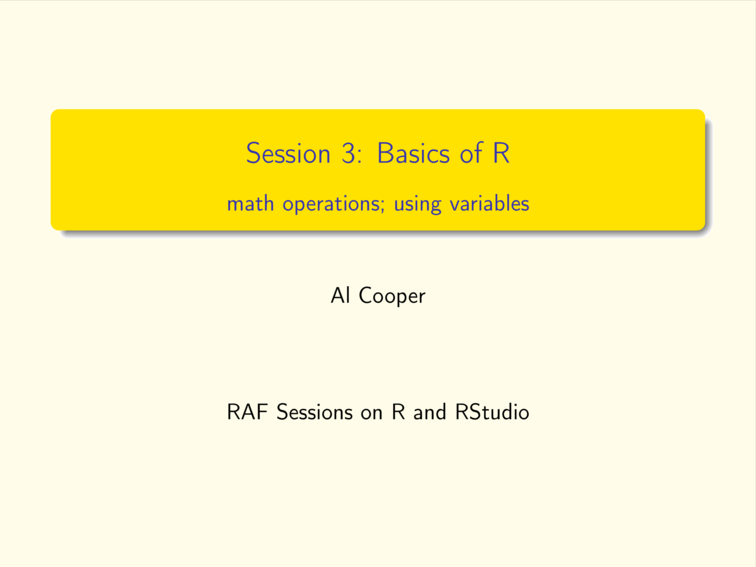 Session 3: Basics of R
math operations; using variables
Al Cooper
RAF Sessions on R and RStudio